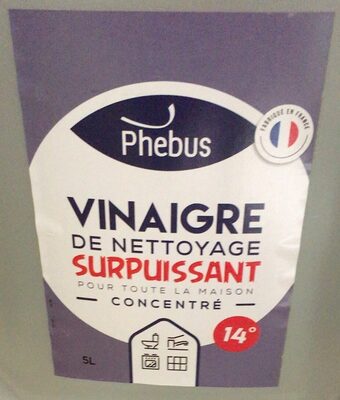 Phebus
FABRIQUÉ EN FRANCE
VINAIGRE
DE NETTOYAGE
SURPUISSANT
POUR TOUTE LA MAISON
CONCENTRÉ
14°
5L